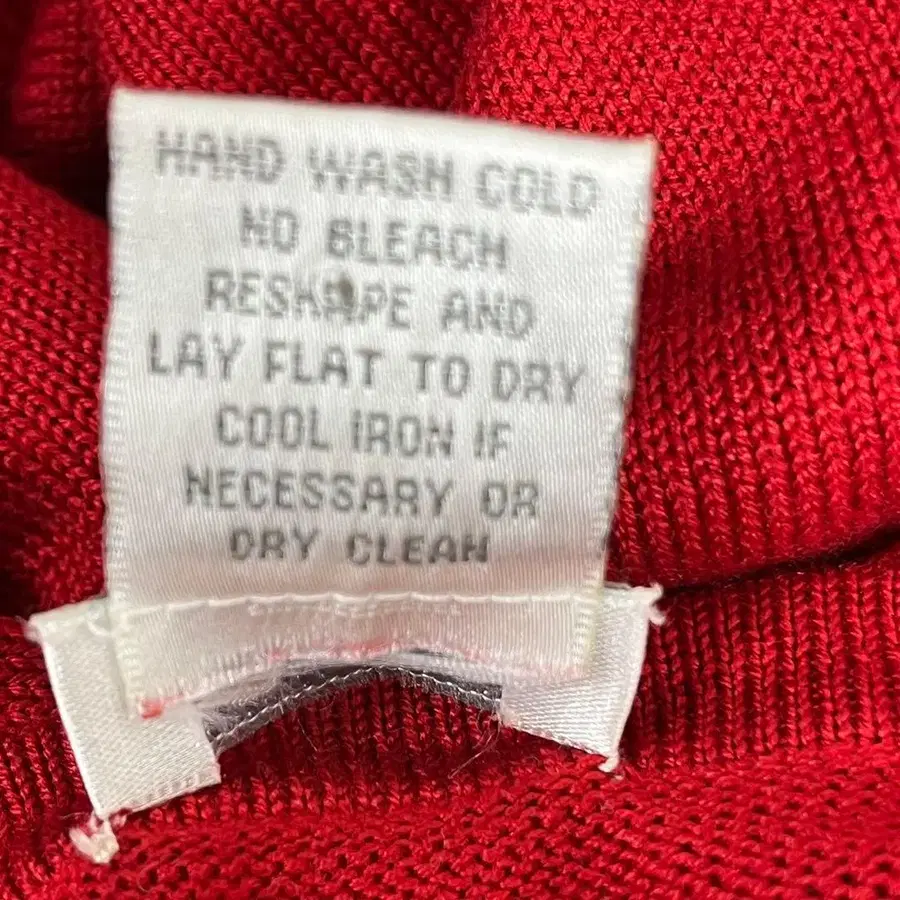 HAND WASH COLD
NO BLEACH
RESHAPE AND
LAY FLAT TO DRY
COOL IRON IF
NECESSARY OR
DRY CLEAN